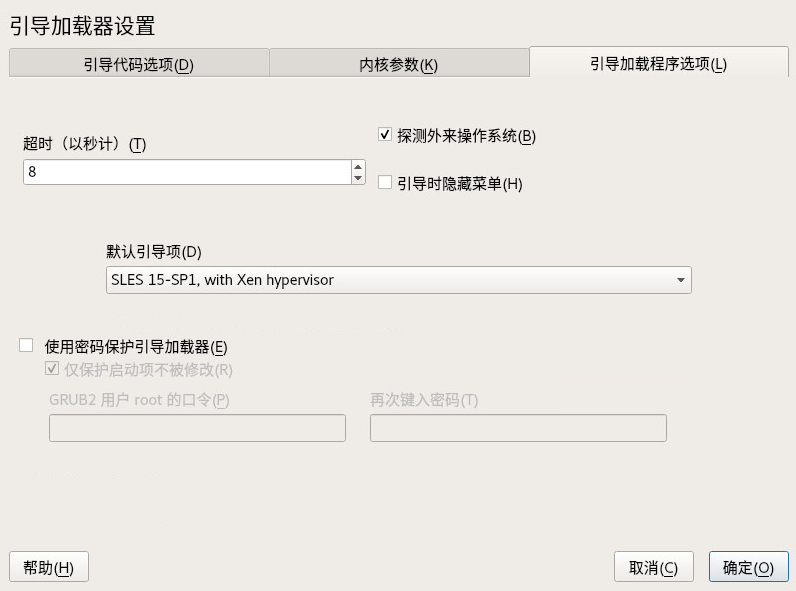 引导加载器设置
引导代码选项(D)
内核参数(K)
引导加载程序选项(L)
超时（以秒计）(T)
8
探测外来操作系统(B)
引导时隐藏菜单(H)
默认引导项(D)
SLES 15-SP1, with Xen hypervisor
使用密码保护引导加载器(E)
仅保护启动项不被修改(R)
GRUB2 用户 root 的口令(P)
再次键入密码(T)
帮助(H)
取消(C)
确定(O)